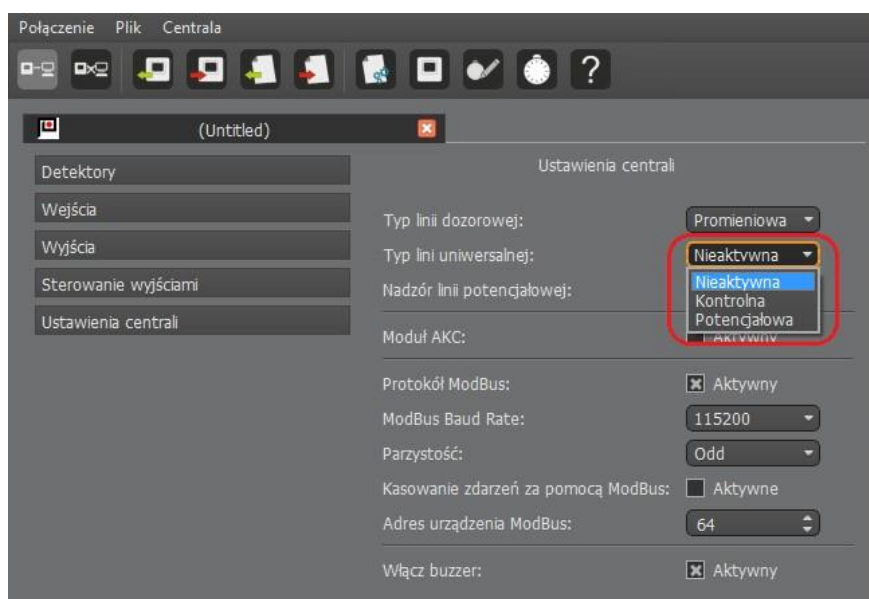 Połączenie Plik Centrala
?
(Untitled)
Detektory
Wejścia
Wyjścia
Sterowanie wyjściami
Ustawienia centrali
Ustawienia centrali
Typ linii dozorowej: Promieniowa
Typ lini uniwersalnej: Nieaktywna
Nieaktywna
Kontrolna
Potencjałowa
Nadzór linii potencjałowej:
Moduł AKC: Aktywny
Protokół ModBus: Aktywny
ModBus Baud Rate: 115200
Parzystość: Odd
Kasowanie zdarzeń za pomocą ModBus: Aktywne
Adres urządzenia ModBus: 64
Włącz buzzer: Aktywny